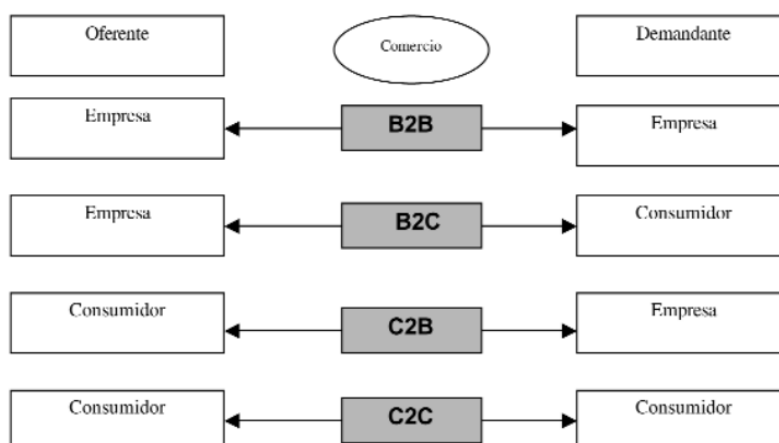 Oferente
Comercio
Demandante
Empresa
B2B
Empresa
Empresa
B2C
Consumidor
Consumidor
C2B
Empresa
Consumidor
C2C
Consumidor